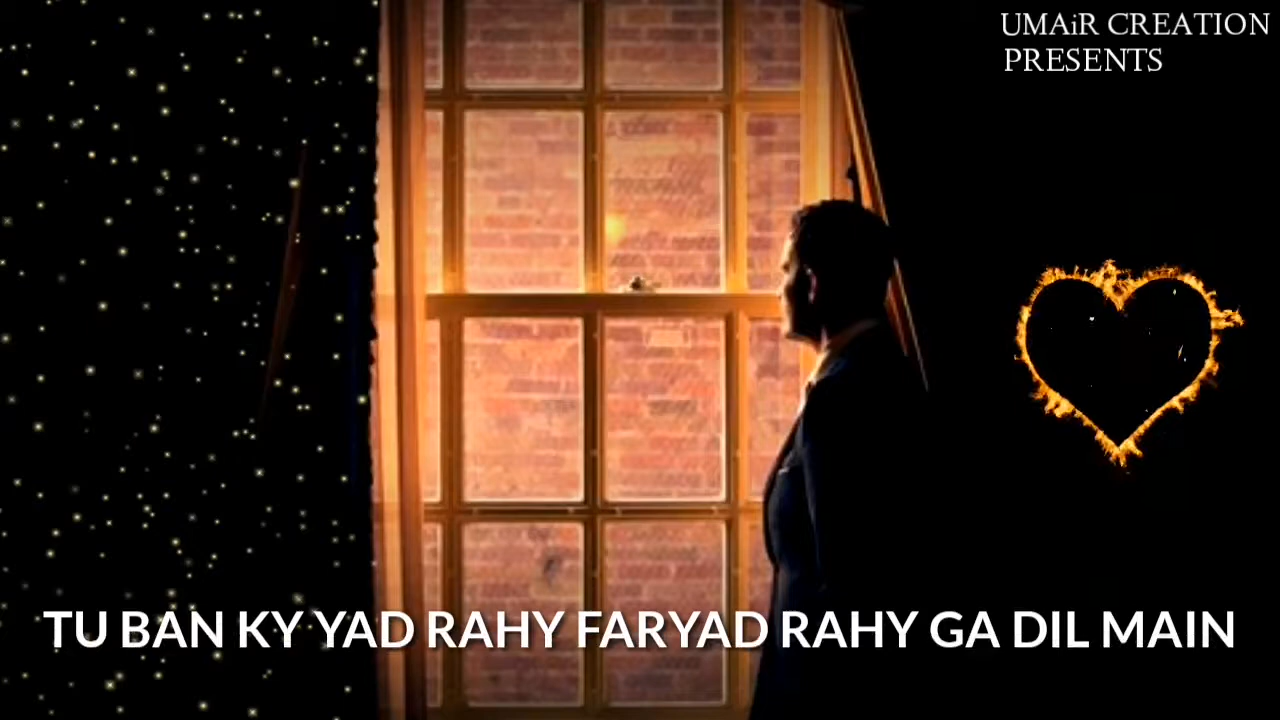 UMAiR CREATION
PRESENTS
TU BAN KY YAD RAHY FARYAD RAHY GA DIL MAIN